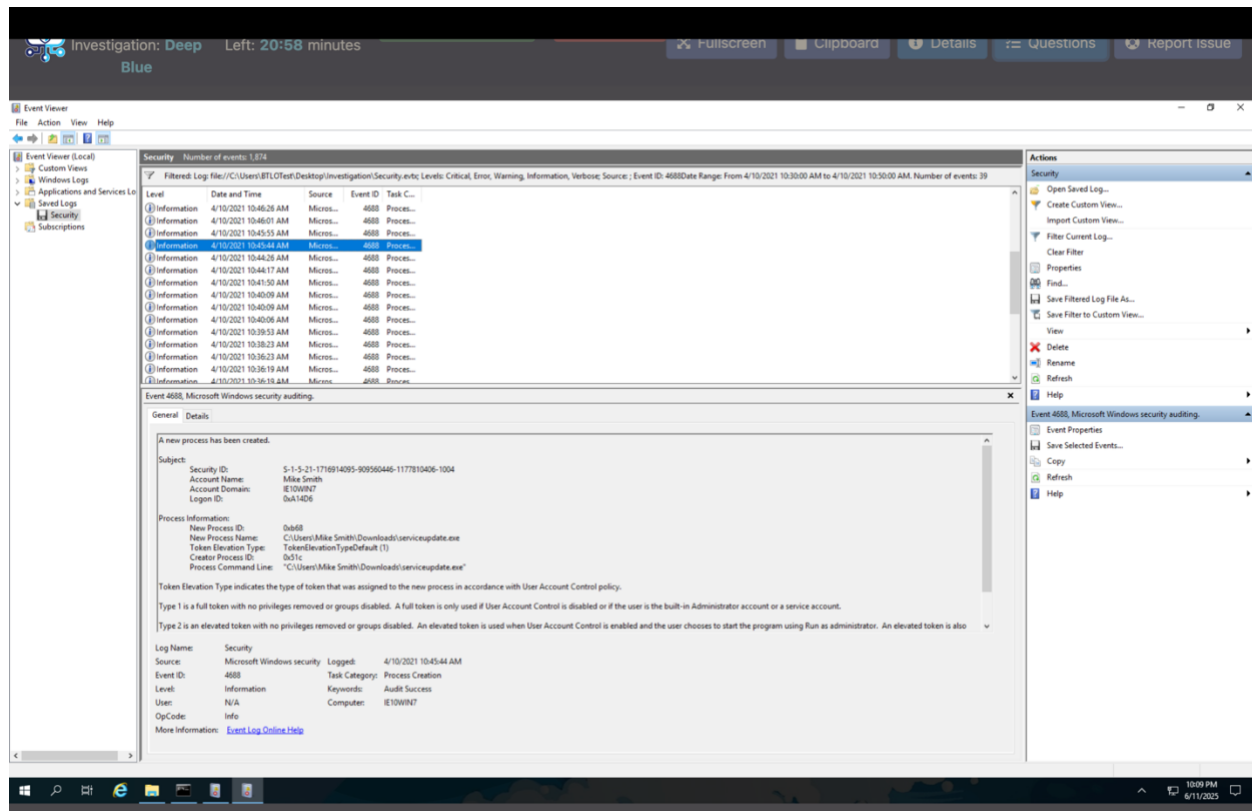 Investigation: Deep Blue
Left: 20:58 minutes
Fullscreen
Clipboard
Details
Questions
Report Issue
Event Viewer
File Action View Help
Event Viewer (Local)
Custom Views
Windows Logs
Applications and Services Lo
Saved Logs
Security
Subscriptions
Security Number of events: 1,874
Filtered: Log: file://C:\Users\BTLOTest\Desktop\Investigation\Security.evtx; Levels: Critical, Error, Warning, Information, Verbose; Source: ; Event ID: 4688Date Range: From 4/10/2021 10:30:00 AM to 4/10/2021 10:50:00 AM. Number of events: 39
Level Date and Time Source Event ID Task C...
Information 4/10/2021 10:46:26 AM Micros... 4688 Proces...
Information 4/10/2021 10:46:01 AM Micros... 4688 Proces...
Information 4/10/2021 10:45:55 AM Micros... 4688 Proces...
Information 4/10/2021 10:45:44 AM Micros... 4688 Proces...
Information 4/10/2021 10:44:26 AM Micros... 4688 Proces...
Information 4/10/2021 10:44:17 AM Micros... 4688 Proces...
Information 4/10/2021 10:41:50 AM Micros... 4688 Proces...
Information 4/10/2021 10:40:09 AM Micros... 4688 Proces...
Information 4/10/2021 10:40:09 AM Micros... 4688 Proces...
Information 4/10/2021 10:40:06 AM Micros... 4688 Proces...
Information 4/10/2021 10:39:53 AM Micros... 4688 Proces...
Information 4/10/2021 10:38:23 AM Micros... 4688 Proces...
Information 4/10/2021 10:36:23 AM Micros... 4688 Proces...
Information 4/10/2021 10:36:19 AM Micros... 4688 Proces...
Information 4/10/2021 10:36:19 AM Micros... 4688 Proces...
Event 4688, Microsoft Windows security auditing.
General Details
A new process has been created.
Subject:
Security ID: S-1-5-21-1716914095-909560446-1177810406-1004
Account Name: Mike Smith
Account Domain: IE10WIN7
Logon ID: 0xA14D6
Process Information:
New Process ID: 0xb68
New Process Name: C:\Users\Mike Smith\Downloads\serviceupdate.exe
Token Elevation Type: TokenElevationTypeDefault (1)
Creator Process ID: 0x51c
Process Command Line: "C:\Users\Mike Smith\Downloads\serviceupdate.exe"
Token Elevation Type indicates the type of token that was assigned to the new process in accordance with User Account Control policy.
Type 1 is a full token with no privileges removed or groups disabled. A full token is only used if User Account Control is disabled or if the user is the built-in Administrator account or a service account.
Type 2 is an elevated token with no privileges removed or groups disabled. An elevated token is used when User Account Control is enabled and the user chooses to start the program using Run as administrator. An elevated token is also
Log Name: Security
Source: Microsoft Windows security Logged: 4/10/2021 10:45:44 AM
Event ID: 4688 Task Category: Process Creation
Level: Information Keywords: Audit Success
User: N/A Computer: IE10WIN7
OpCode: Info
More Information: Event Log Online Help
Actions
Security
Open Saved Log...
Create Custom View...
Import Custom View...
Filter Current Log...
Clear Filter
Properties
Find...
Save Filtered Log File As...
Save Filter to Custom View...
View
Delete
Rename
Refresh
Help
Event 4688, Microsoft Windows security auditing.
Event Properties
Save Selected Events...
Copy
Refresh
Help
10:09 PM
6/11/2025